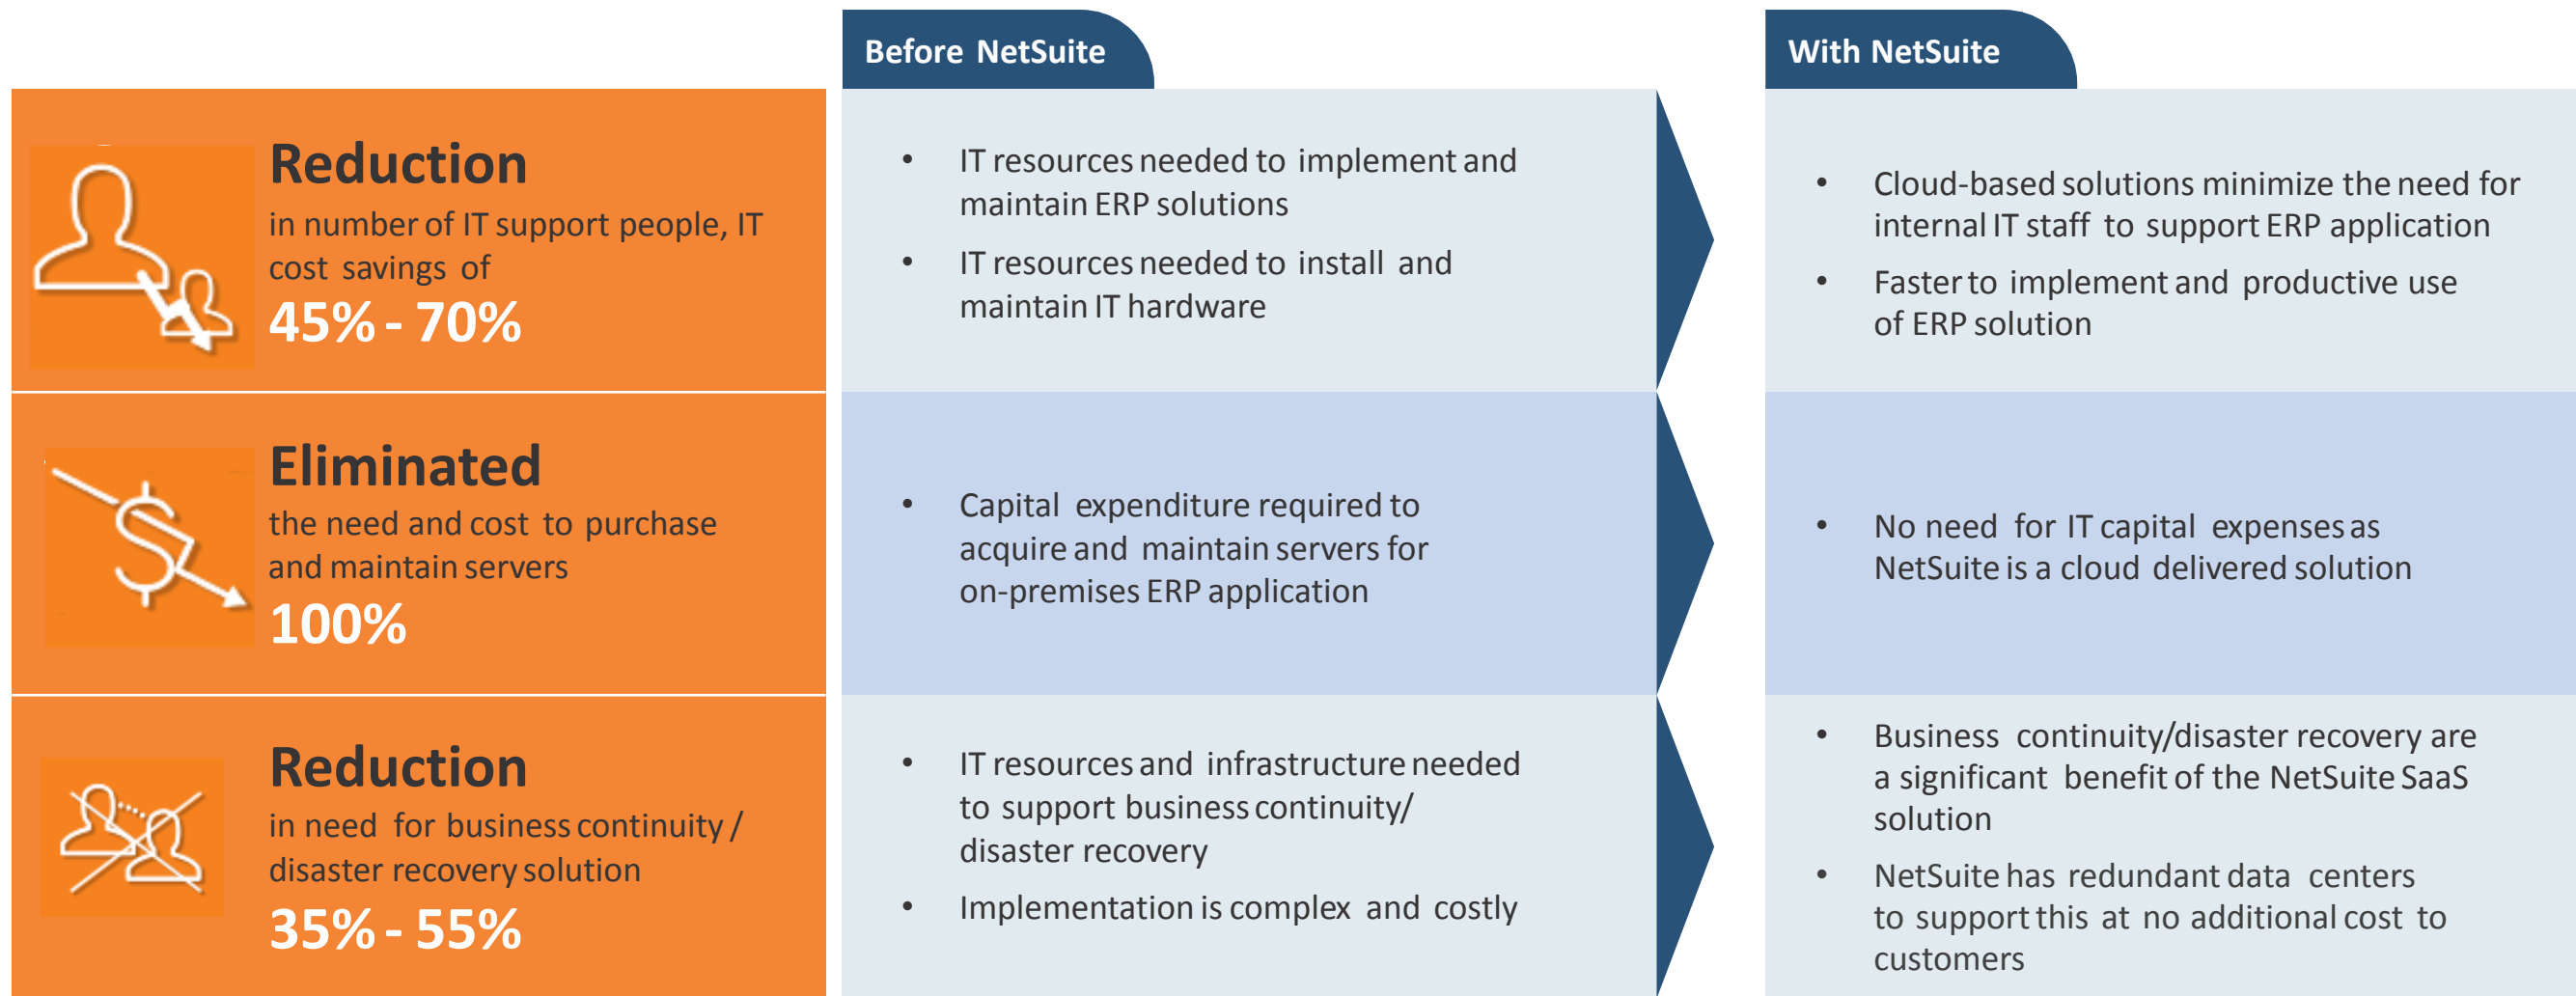 Before NetSuite
With NetSuite
Reduction
in number of IT support people, IT
cost savings of
45% - 70%
• IT resources needed to implement and
maintain ERP solutions
• IT resources needed to install and
maintain IT hardware
• Cloud-based solutions minimize the need for
internal IT staff to support ERP application
• Faster to implement and productive use
of ERP solution
Eliminated
the need and cost to purchase
and maintain servers
100%
• Capital expenditure required to
acquire and maintain servers for
on-premises ERP application
• No need for IT capital expenses as
NetSuite is a cloud delivered solution
Reduction
in need for business continuity /
disaster recovery solution
35% - 55%
• IT resources and infrastructure needed
to support business continuity/
disaster recovery
• Implementation is complex and costly
• Business continuity/disaster recovery are
a significant benefit of the NetSuite SaaS
solution
• NetSuite has redundant data centers
to support this at no additional cost to
customers